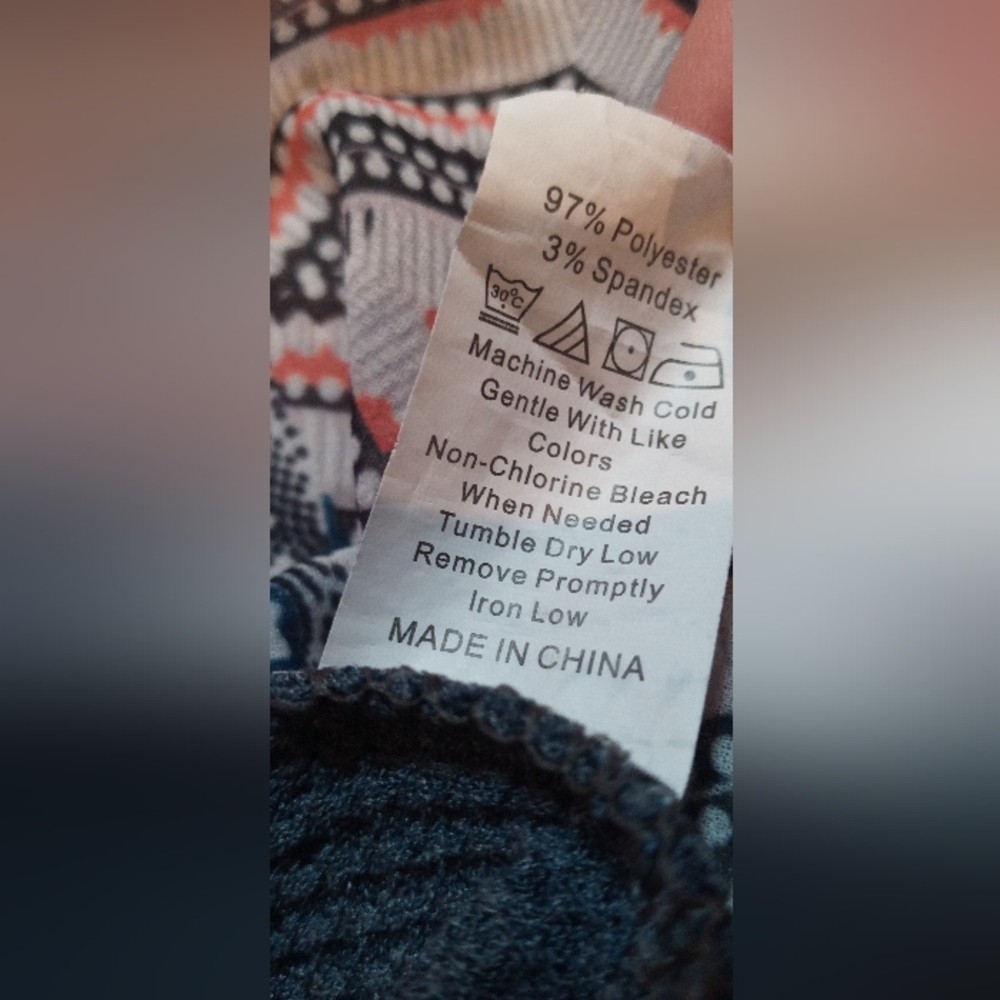 97% Polyester
3% Spandex
30°C
Machine Wash Cold
Gentle With Like
Colors
Non-Chlorine Bleach
When Needed
Tumble Dry Low
Remove Promptly
Iron Low
MADE IN CHINA